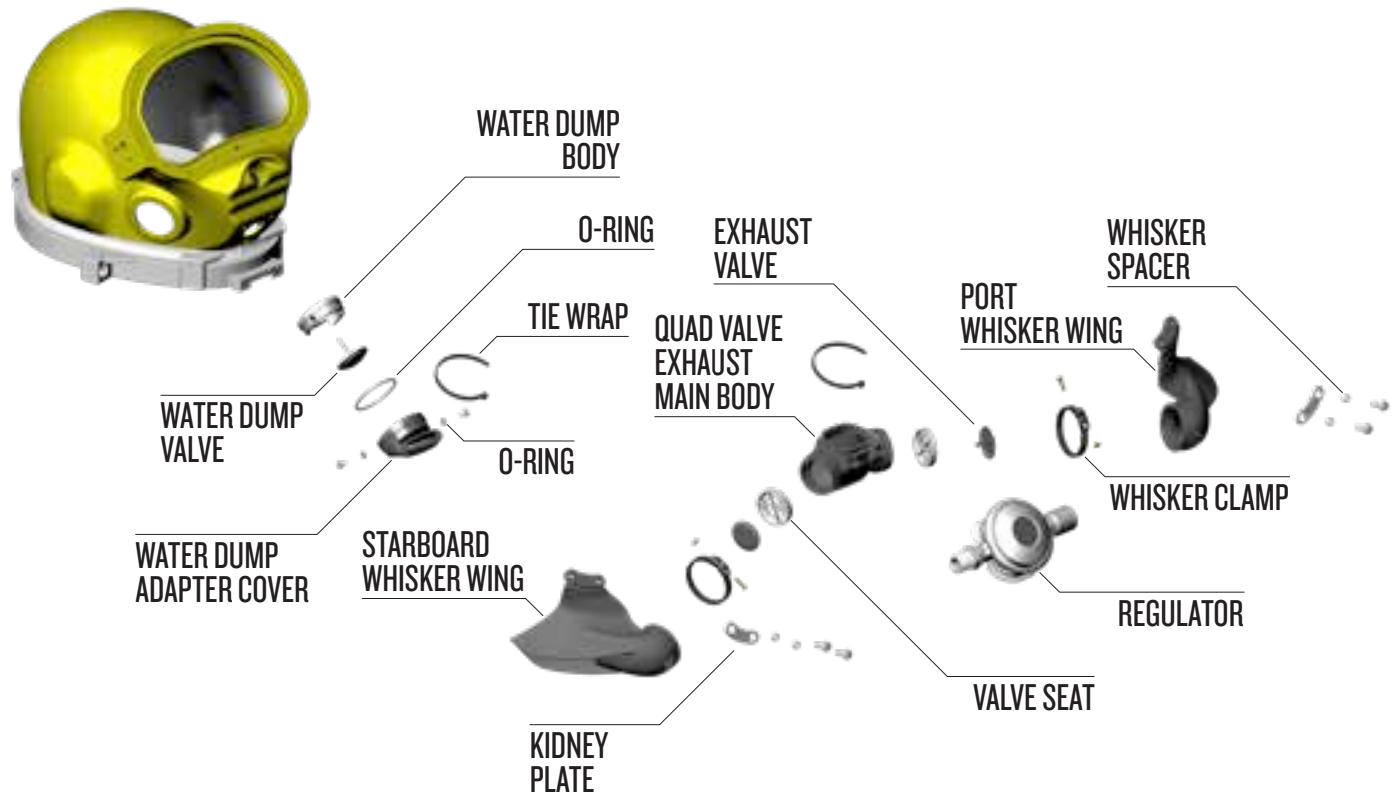 WATER DUMP
BODY
O-RING
TIE WRAP
EXHAUST
VALVE
QUAD VALVE
EXHAUST
MAIN BODY
WHISKER
SPACER
PORT
WHISKER WING
WATER DUMP
VALVE
O-RING
WHISKER CLAMP
WATER DUMP
ADAPTER COVER
STARBOARD
WHISKER WING
REGULATOR
VALVE SEAT
KIDNEY
PLATE